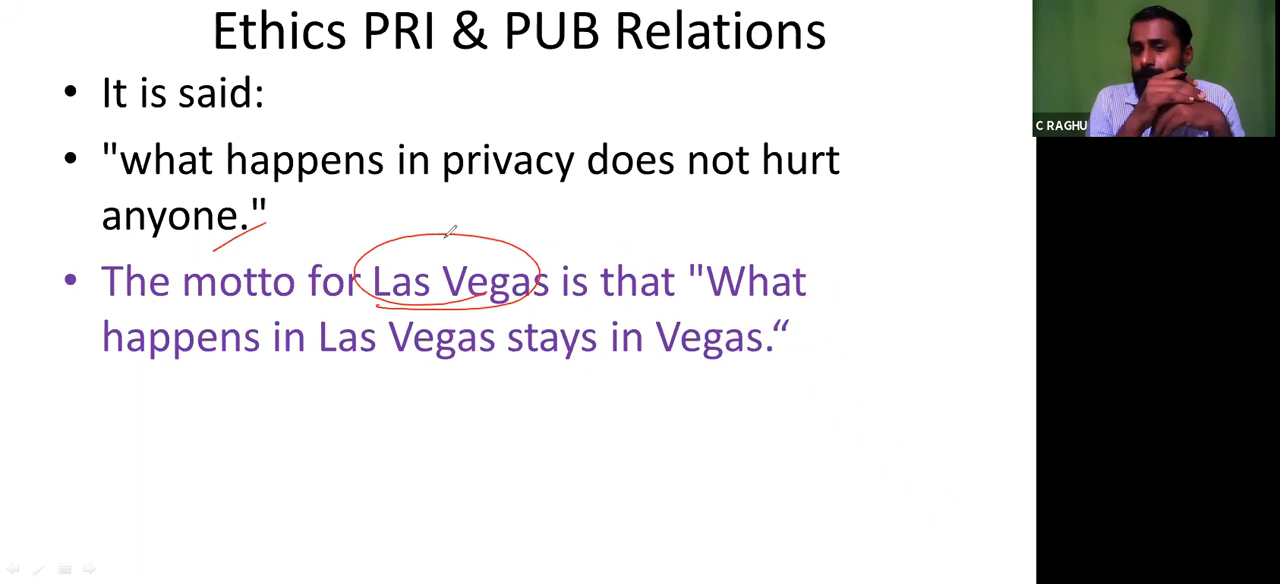 Ethics PRI & PUB Relations
• It is said:
• "what happens in privacy does not hurt
anyone."
• The motto for Las Vegas is that "What
happens in Las Vegas stays in Vegas.“
C RAGHU